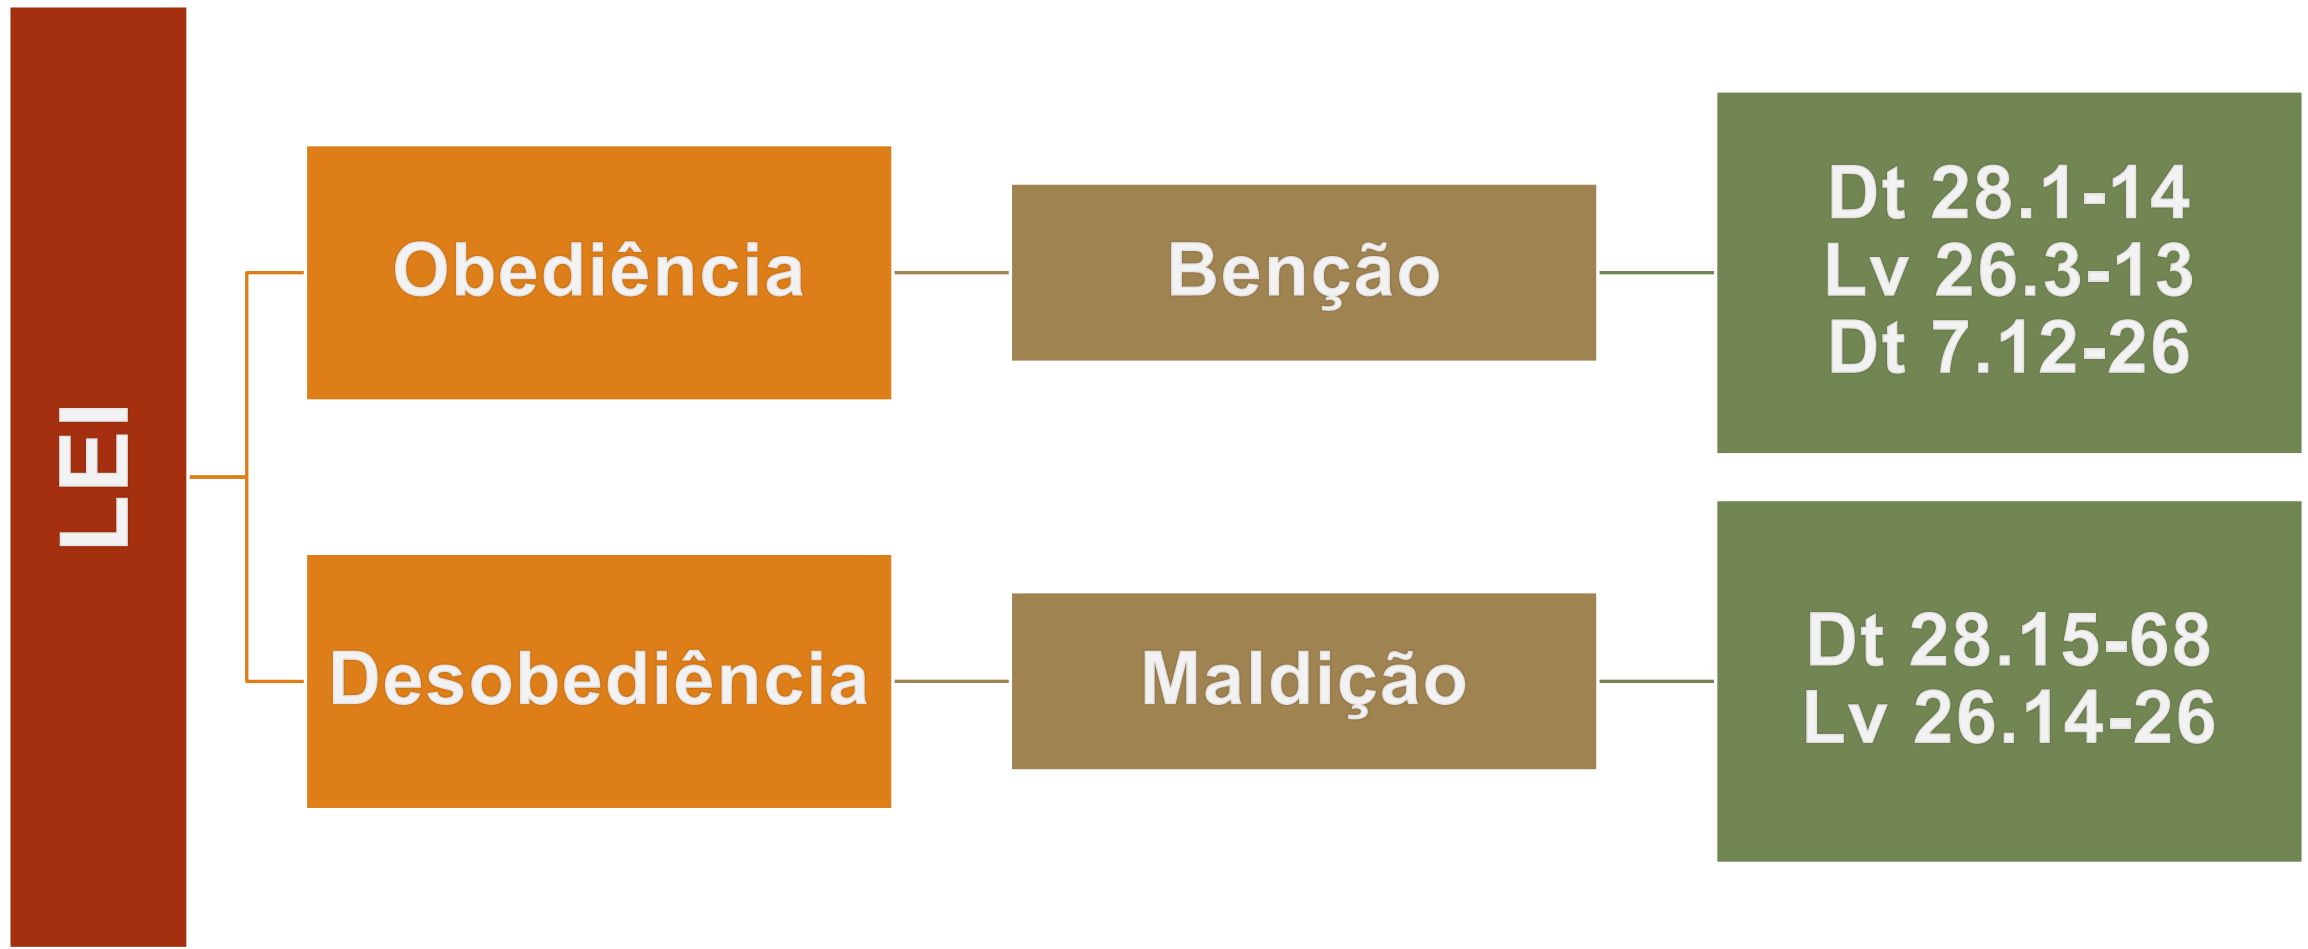 LEI
Obediência
Benção
Dt 28.1-14
Lv 26.3-13
Dt 7.12-26
Desobediência
Maldição
Dt 28.15-68
Lv 26.14-26